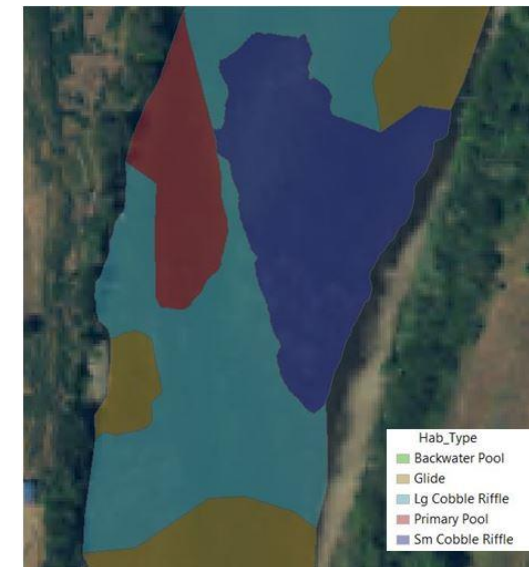 Hab_Type
Backwater Pool
Glide
Lg Cobble Riffle
Primary Pool
Sm Cobble Riffle